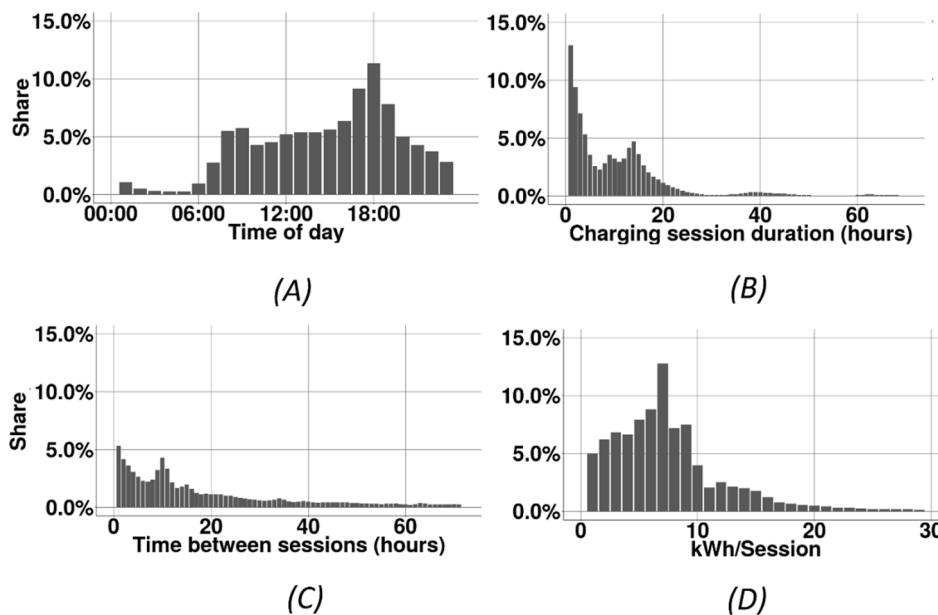 15.0%
10.0%
5.0%
0.0%
Share
00:00 06:00 12:00 18:00
Time of day
(A)
15.0%
10.0%
5.0%
0.0%
0 20 40 60
Charging session duration (hours)
(B)
15.0%
10.0%
5.0%
0.0%
Share
0 20 40 60
Time between sessions (hours)
(C)
15.0%
10.0%
5.0%
0.0%
0 10 20 30
kWh/Session
(D)